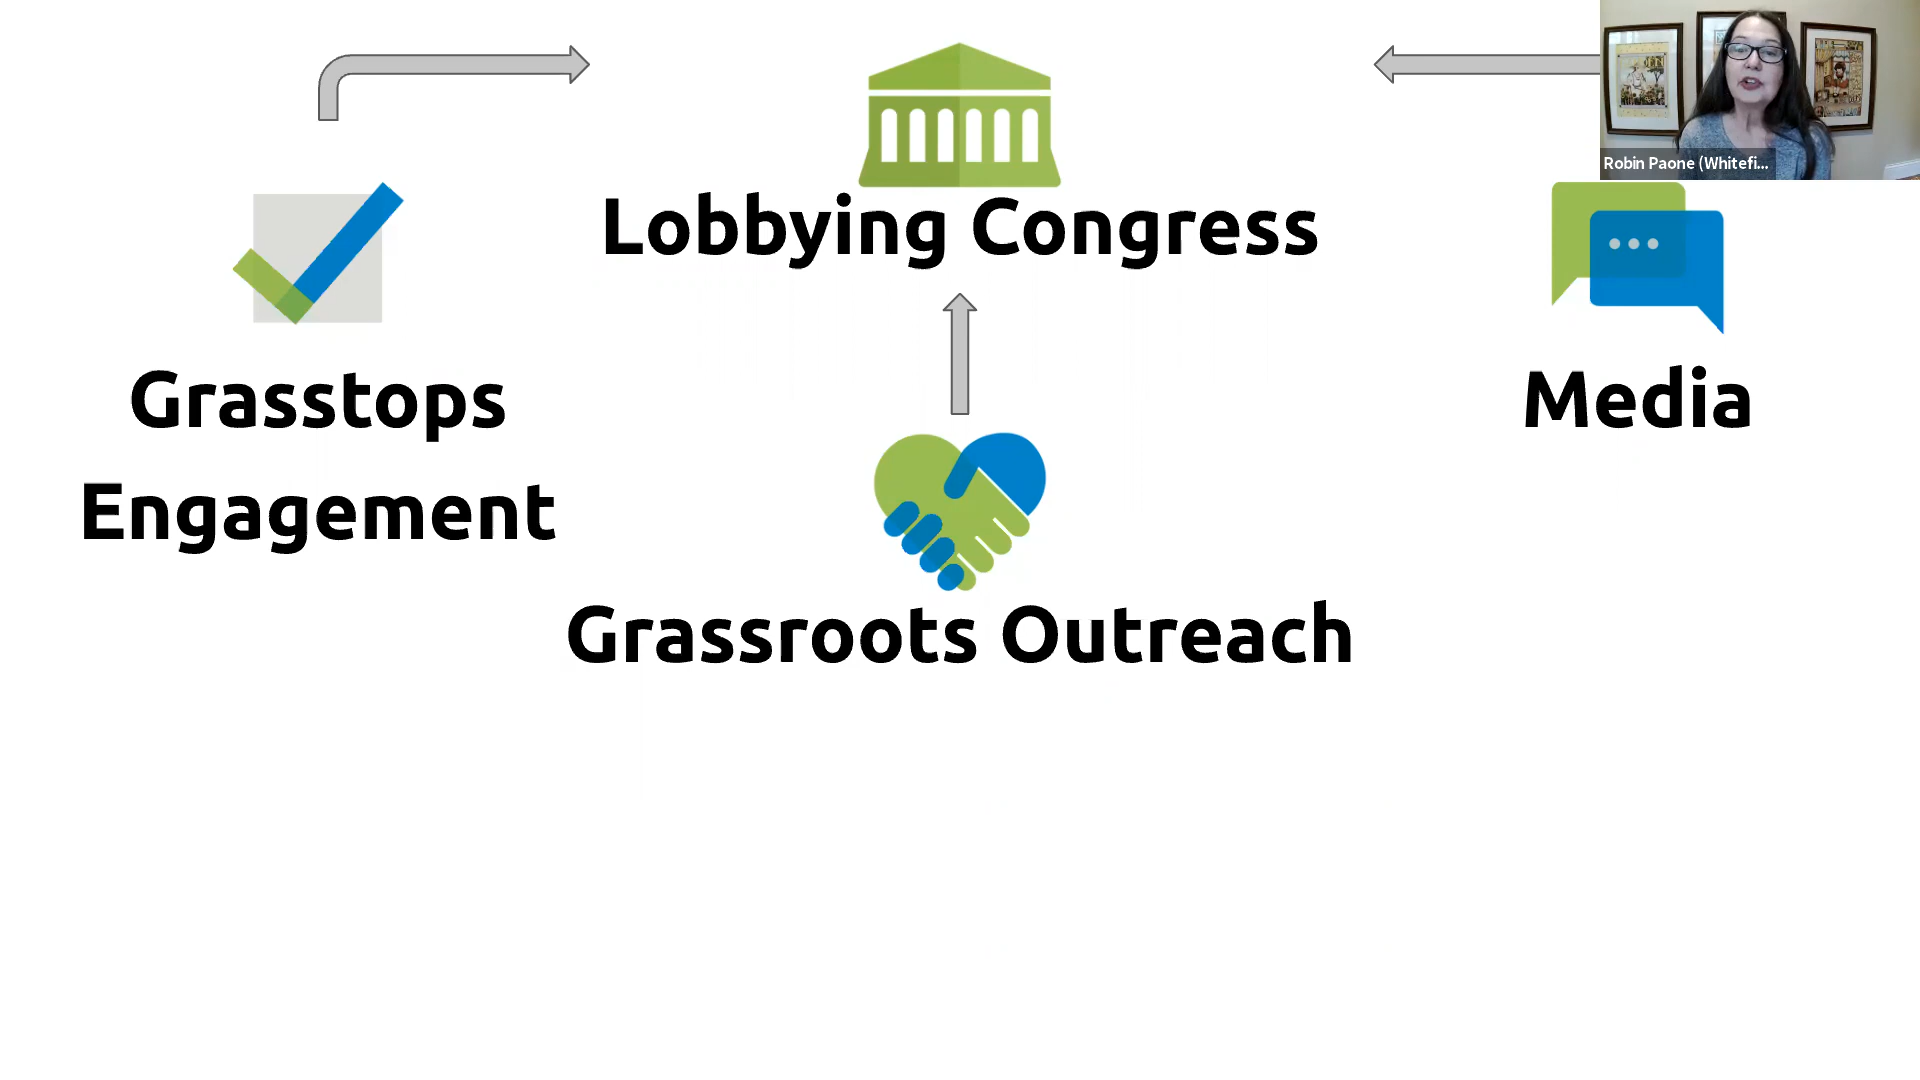 Lobbying Congress
Robin Paone (Whitefi...
Grasstops
Engagement
Media
Grassroots Outreach